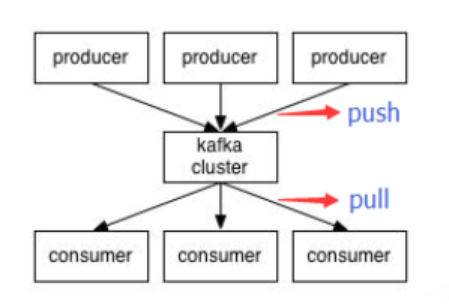 producer producer producer
push
kafka
cluster
pull
consumer consumer consumer